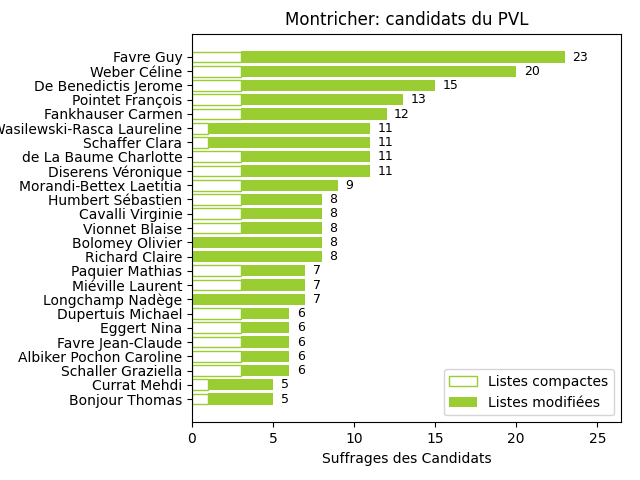 Montricher: candidats du PVL
Favre Guy 23
Weber Céline 20
De Benedictis Jerome 15
Pointet François 13
Fankhauser Carmen 12
Wasilewski-Rasca Laureline 11
Schaffer Clara 11
de La Baume Charlotte 11
Diserens Véronique 11
Morandi-Bettex Laetitia 9
Humbert Sébastien 8
Cavalli Virginie 8
Vionnet Blaise 8
Bolomey Olivier 8
Richard Claire 8
Paquier Mathias 7
Miéville Laurent 7
Longchamp Nadège 7
Dupertuis Michael 6
Eggert Nina 6
Favre Jean-Claude 6
Albiker Pochon Caroline 6
Schaller Graziella 6
Currat Mehdi 5
Bonjour Thomas 5
Listes compactes
Listes modifiées
0 5 10 15 20 25
Suffrages des Candidats